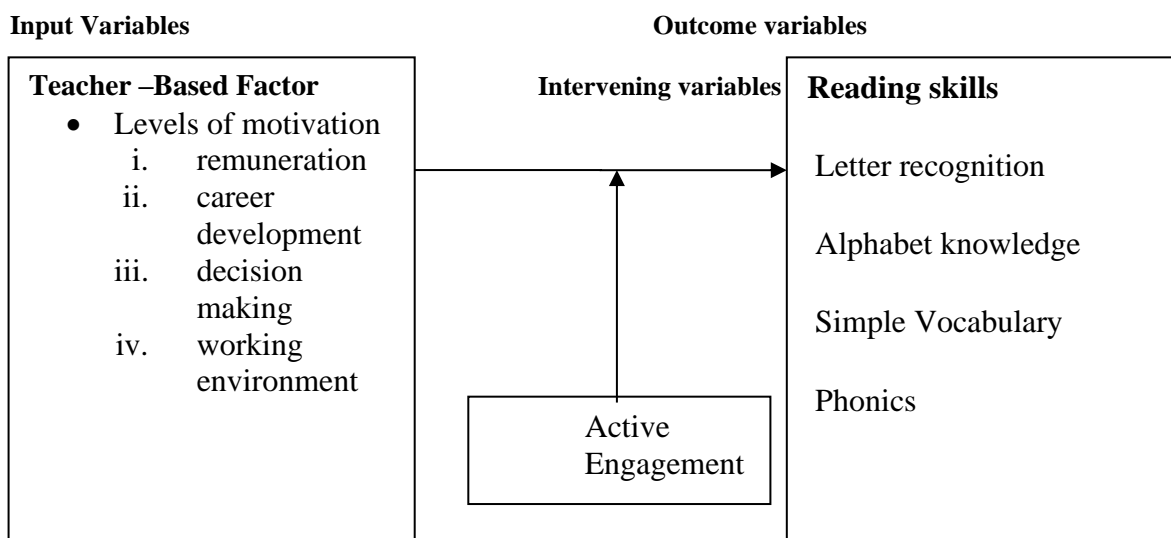 Input Variables
Outcome variables
Teacher –Based Factor
• Levels of motivation
i. remuneration
ii. career
development
iii. decision
making
iv. working
environment
Intervening variables
Active
Engagement
Reading skills
Letter recognition
Alphabet knowledge
Simple Vocabulary
Phonics